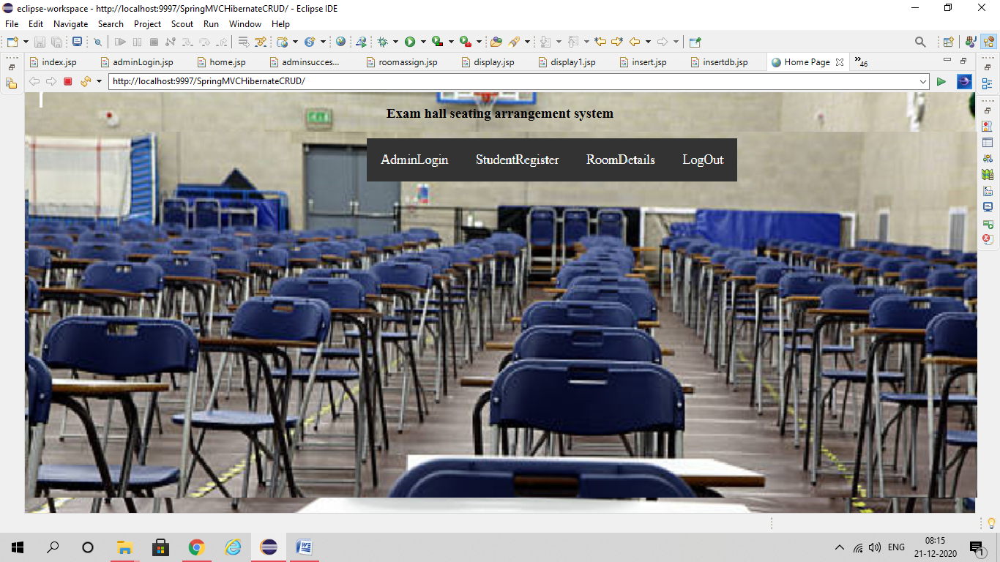 eclipse-workspace - http://localhost:9997/SpringMVCHibernateCRUD/ - Eclipse IDE
File Edit Navigate Search Project Scout Run Window Help
index.jsp adminLogin.jsp home.jsp adminsucces... roomassign.jsp display.jsp display1.jsp insert.jsp insertdb.jsp Home Page »46
http://localhost:9997/SpringMVCHibernateCRUD/
Exam hall seating arrangement system
AdminLogin StudentRegister RoomDetails LogOut
ENG
08:15
21-12-2020
1